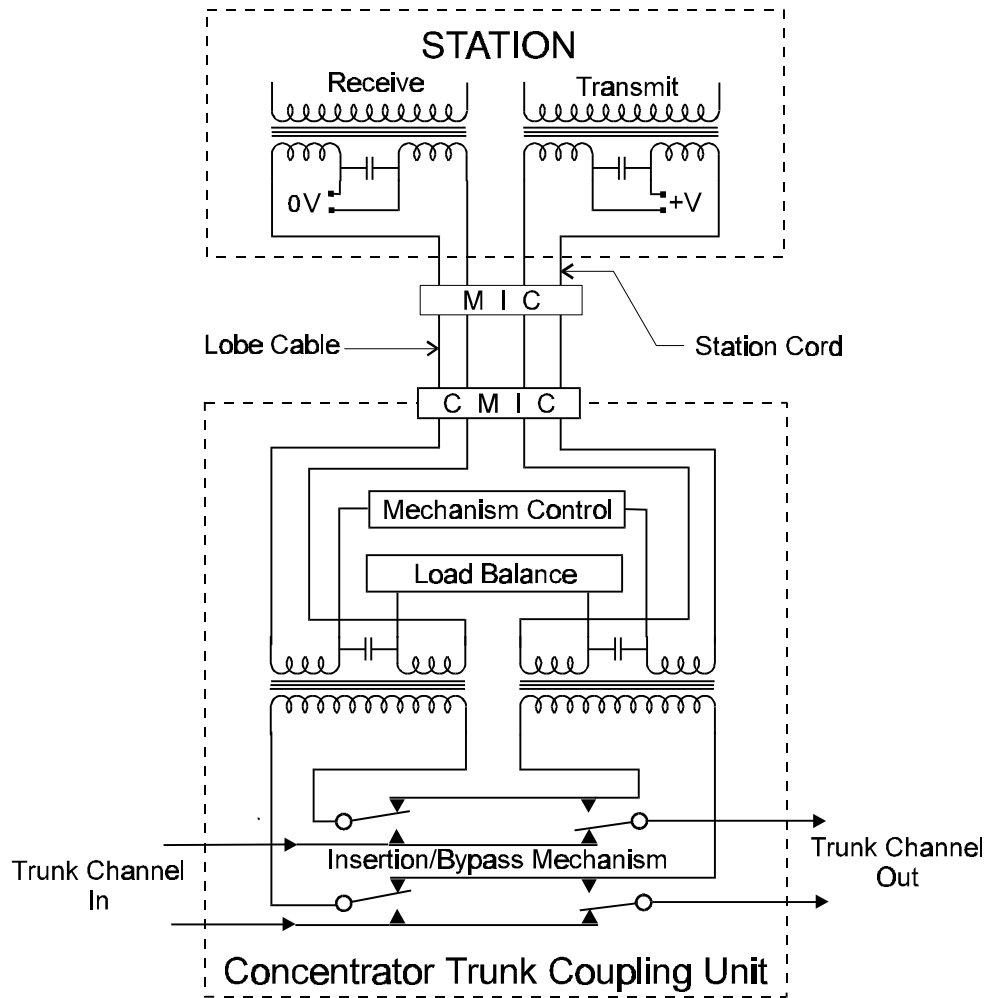 STATION
Receive
Transmit
0V
+V
M I C
Lobe Cable
Station Cord
C M I C
Mechanism Control
Load Balance
Trunk Channel
In
Insertion/Bypass Mechanism
Trunk Channel
Out
Concentrator Trunk Coupling Unit